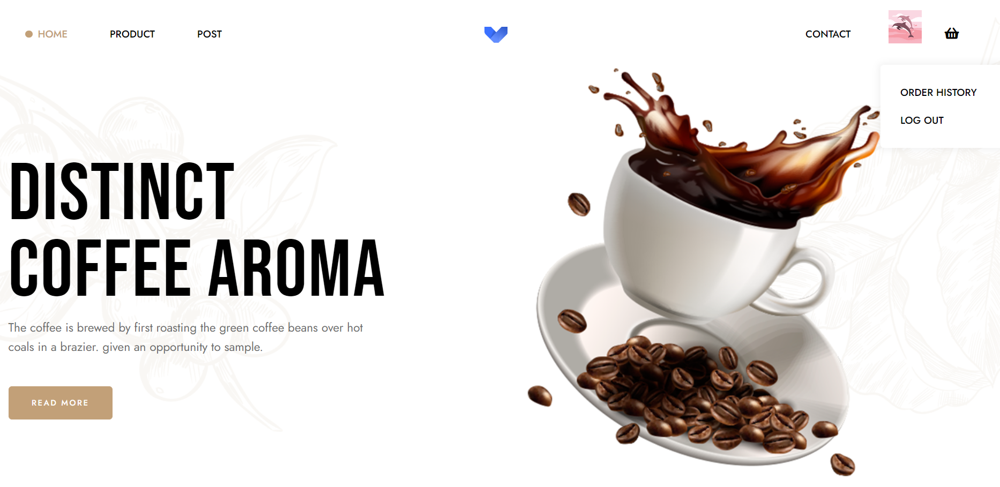 HOME
PRODUCT
POST
CONTACT
ORDER HISTORY
LOG OUT
DISTINCT
COFFEE AROMA
The coffee is brewed by first roasting the green coffee beans over hot
coals in a brazier. given an opportunity to sample.
READ MORE